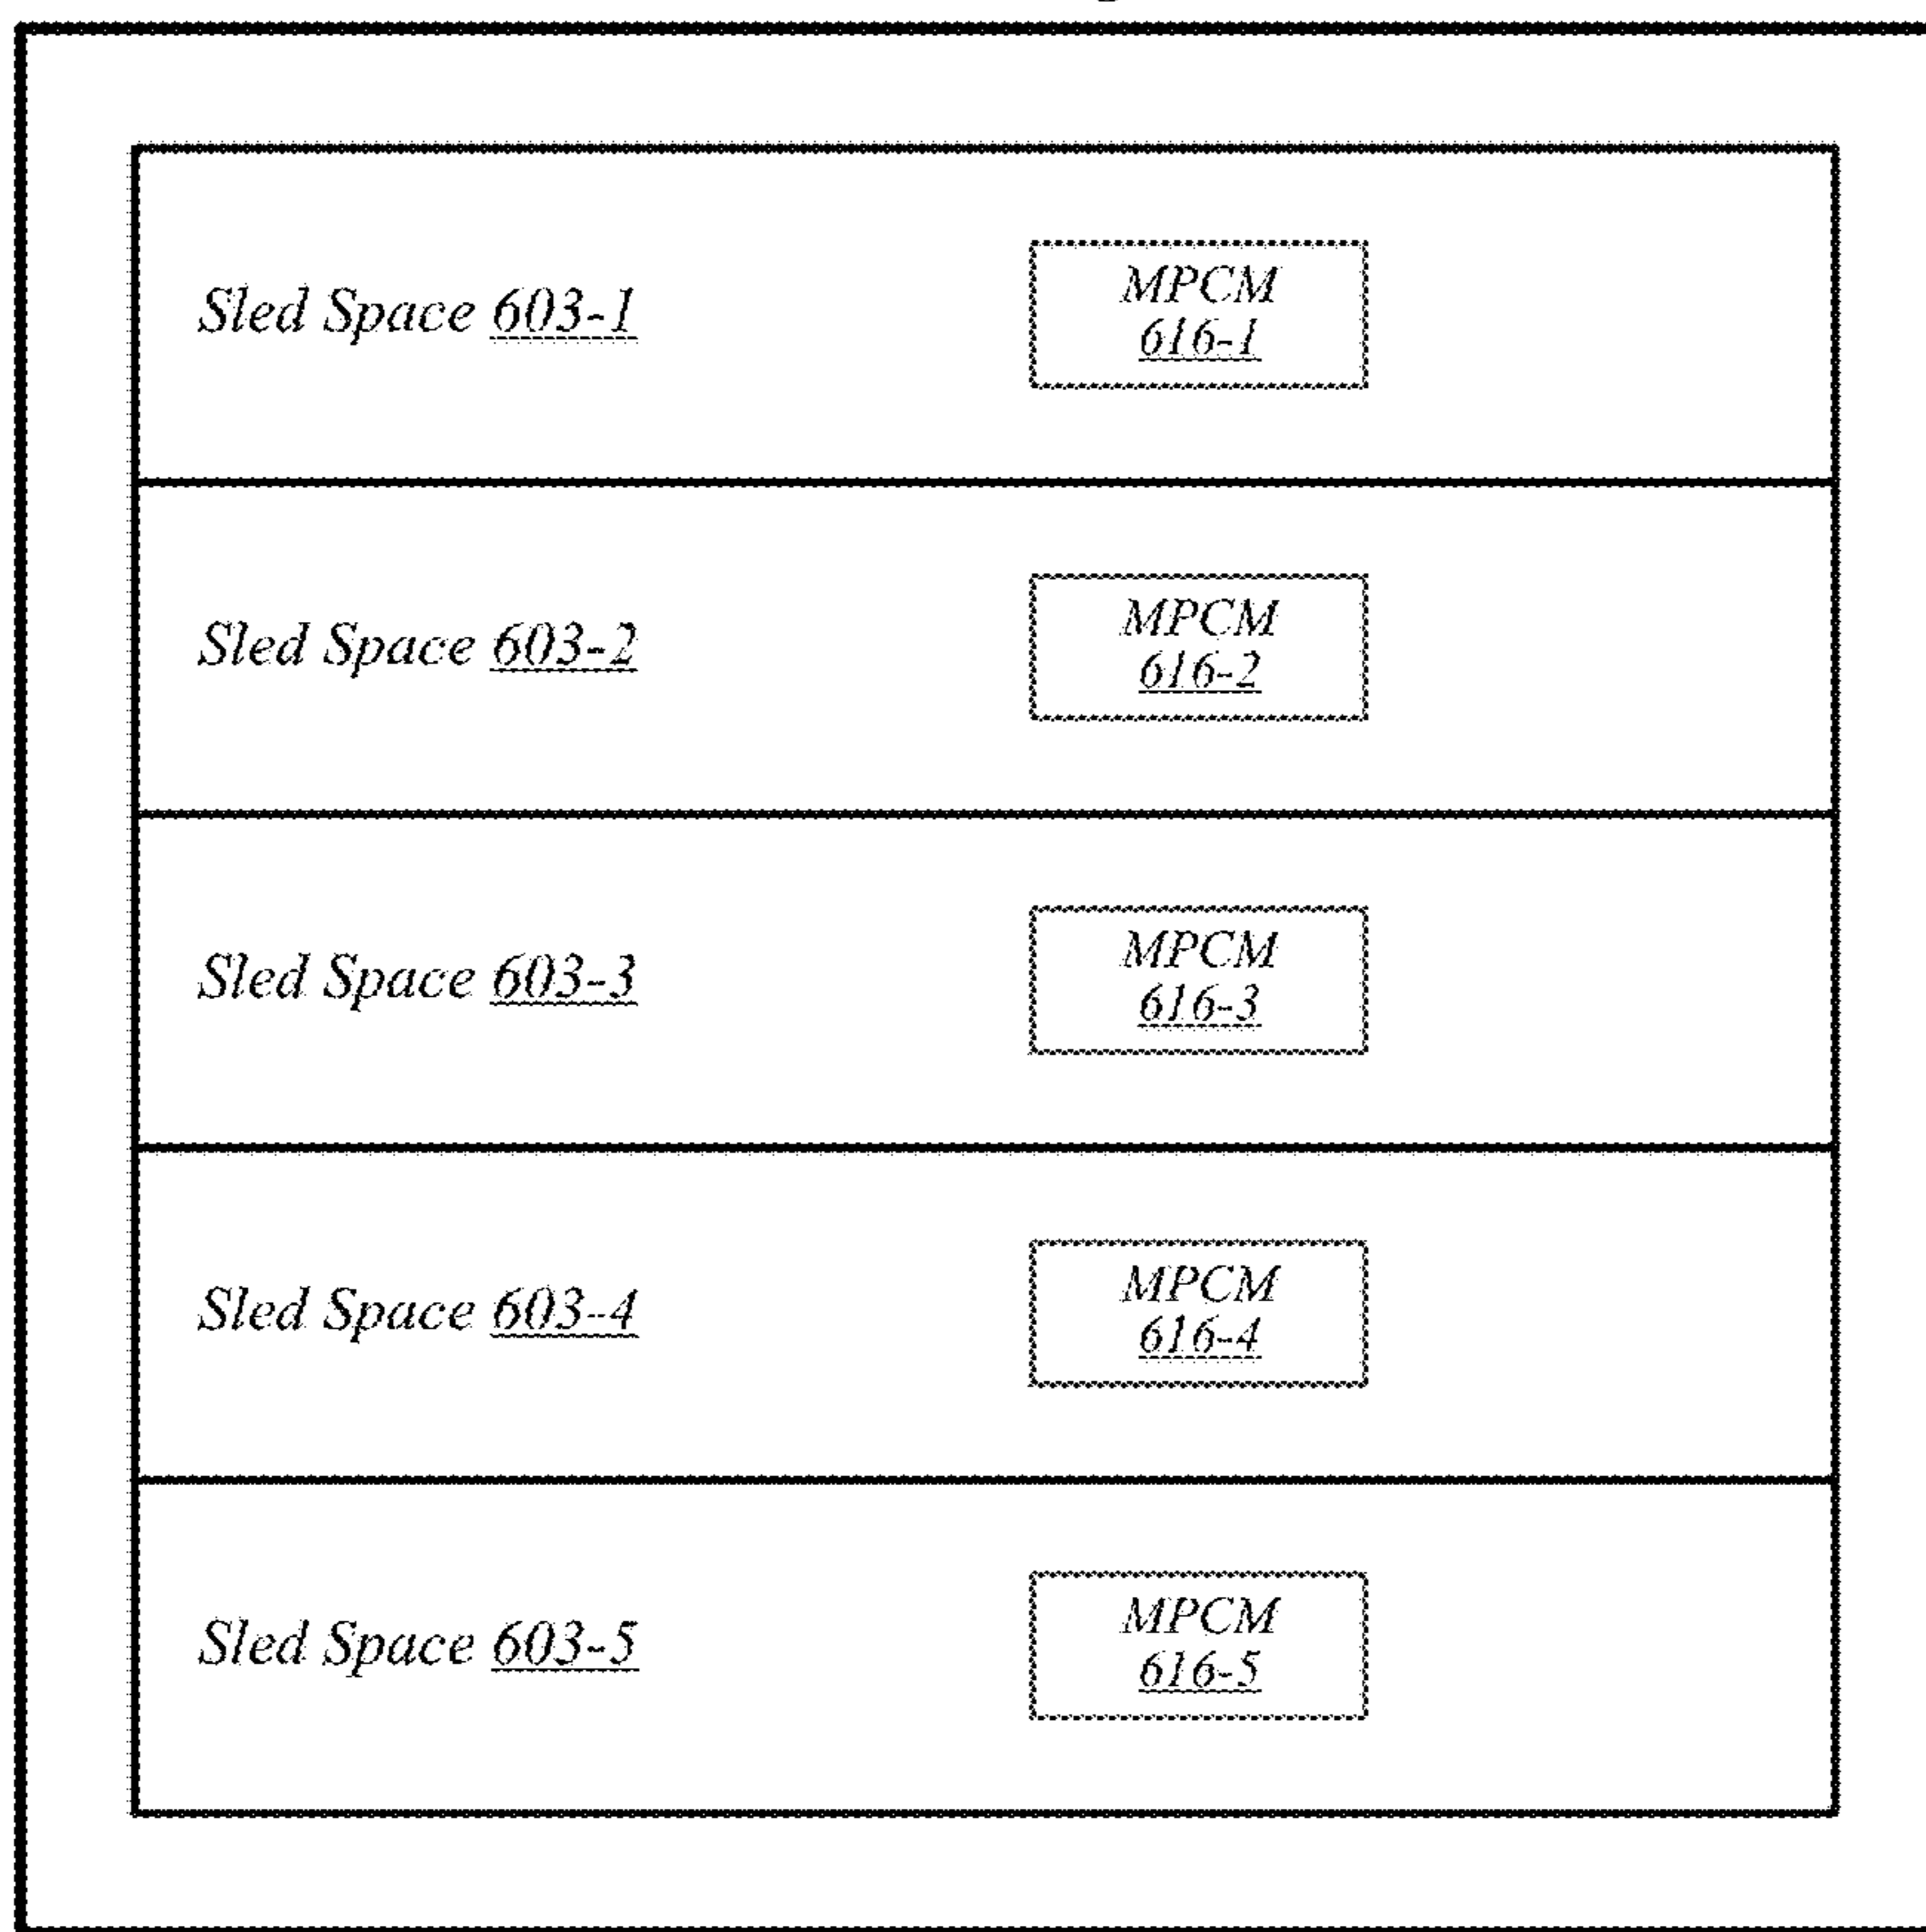 Sled Space 603-1
MPCM
616-1
Sled Space 603-2
MPCM
616-2
Sled Space 603-3
MPCM
616-3
Sled Space 603-4
MPCM
616-4
Sled Space 603-5
MPCM
616-5